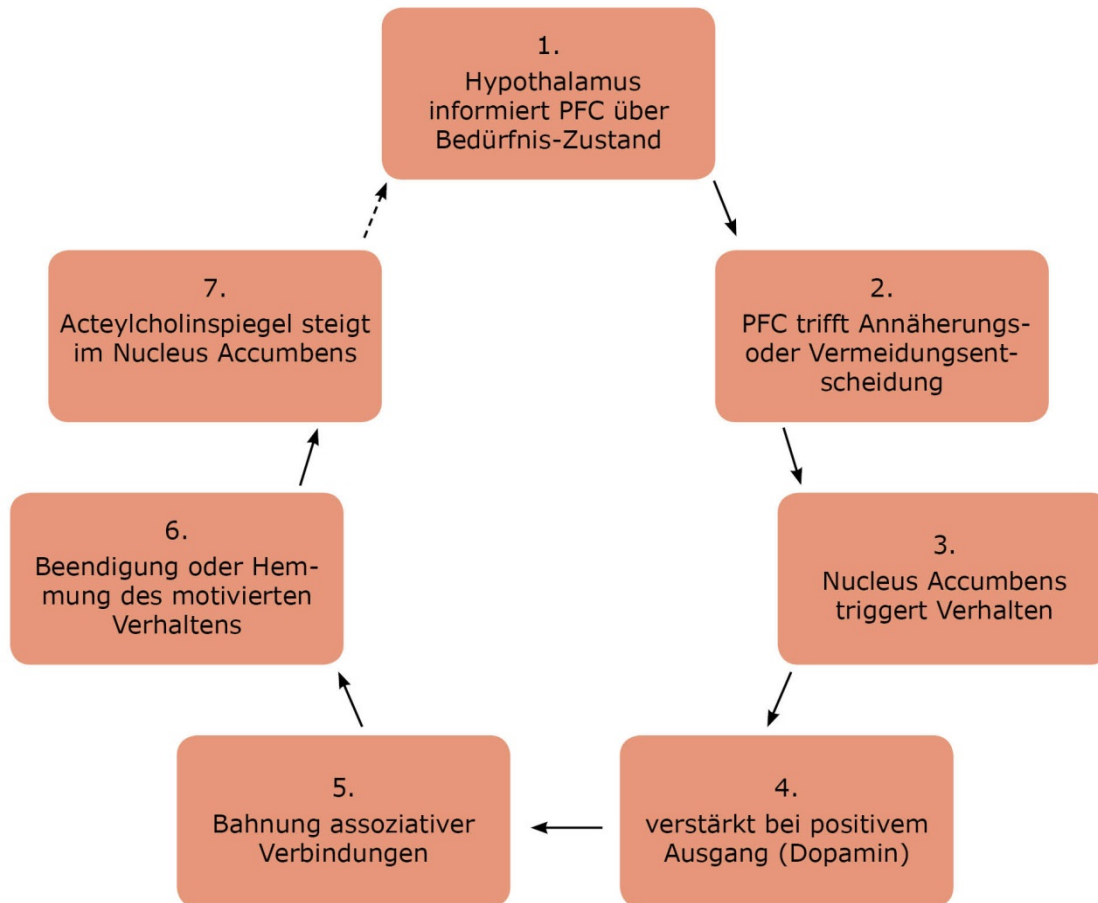 1.
Hypothalamus
informiert PFC über
Bedürfnis-Zustand
2.
PFC trifft Annäherungs-
oder Vermeidungsent-
scheidung
3.
Nucleus Accumbens
triggert Verhalten
4.
verstärkt bei positivem
Ausgang (Dopamin)
5.
Bahnung assoziativer
Verbindungen
6.
Beendigung oder Hem-
mung des motivierten
Verhaltens
7.
Acteylcholinspiegel steigt
im Nucleus Accumbens